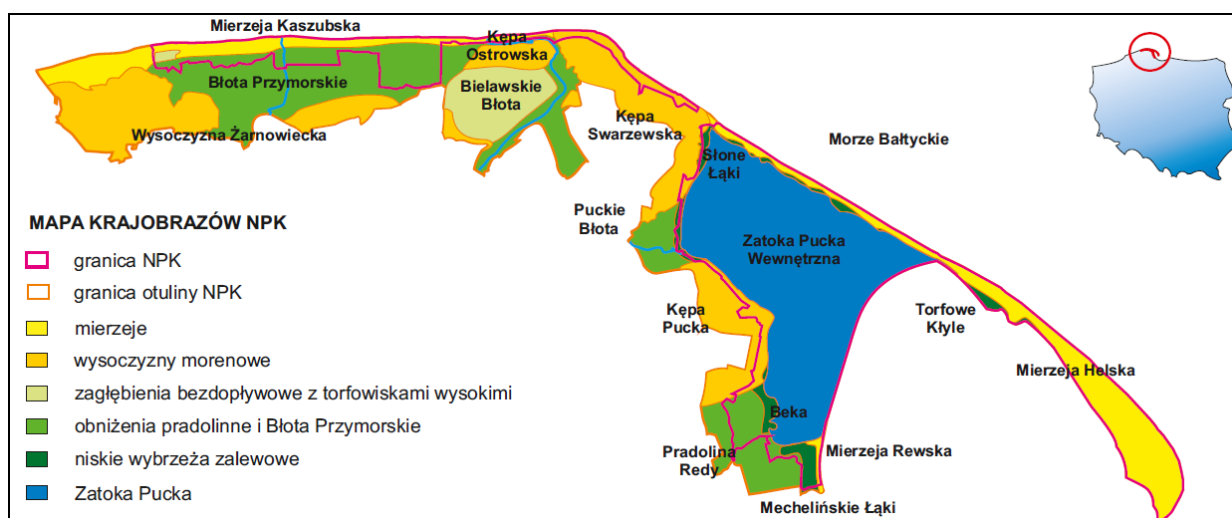 Mierzeja Kaszubska
Kępa
Ostrowska
Błota Przymorskie
Bielawskie
Błota
Wysoczyzna Żarnowiecka
Kępa
Swarzewska
Morze Bałtyckie
Słone
Łąki
Puckie
Błota
Zatoka Pucka
Wewnętrzna
Kępa
Pucka
Torfowe
Kłyle
Mierzeja Helska
Beka
Pradolina
Redy
Mierzeja Rewska
Mechelińskie Łąki
MAPA KRAJOBRAZÓW NPK
granica NPK
granica otuliny NPK
mierzeje
wysoczyzny morenowe
zagłębienia bezdopływowe z torfowiskami wysokimi
obniżenia pradolinne i Błota Przymorskie
niskie wybrzeża zalewowe
Zatoka Pucka